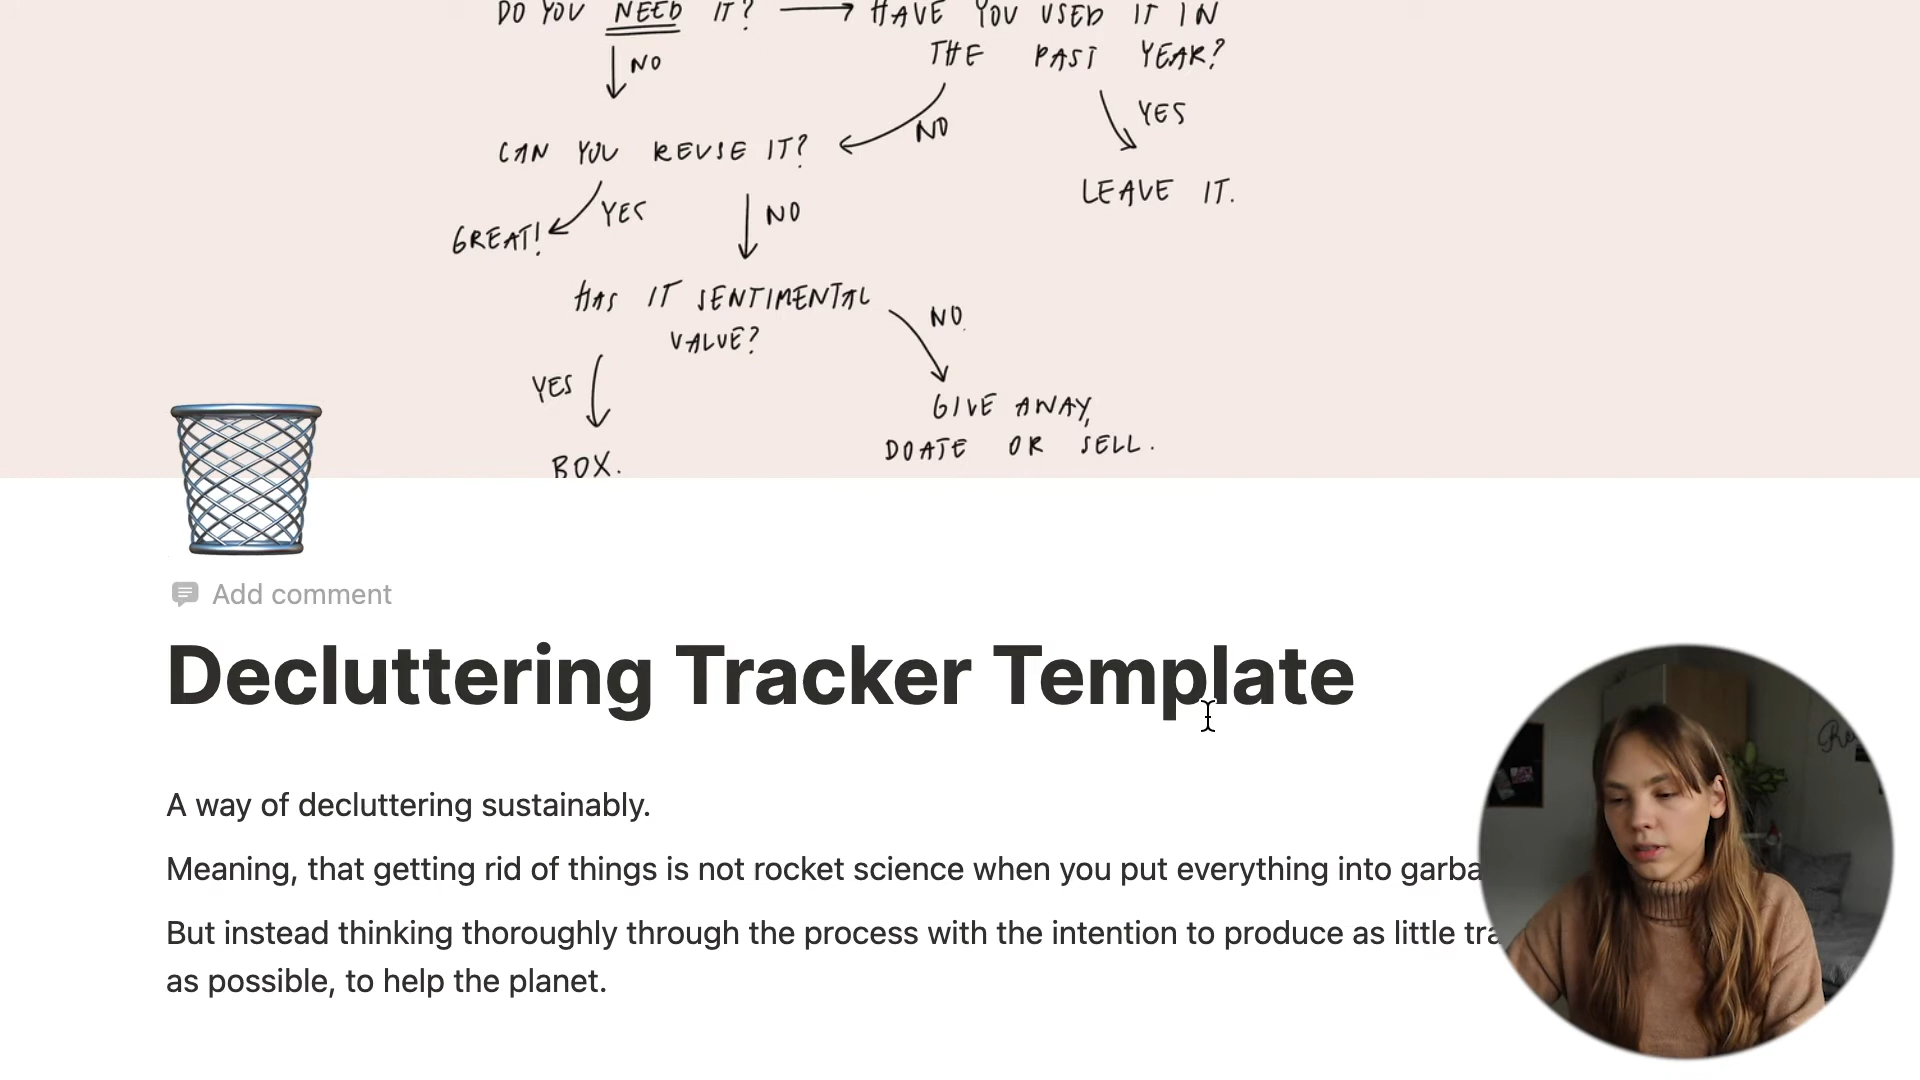 DO YOU NEED IT? HAVE YOU USED IT IN
THE PAST YEAR?
NO
YES
NO
CAN YOU REUSE IT?
LEAVE IT.
YES
NO
GREAT!
HAS IT SENTIMENTAL
VALUE?
NO
YES
GIVE AWAY,
DOATE OR SELL.
BOX.
Add comment
Decluttering Tracker Template
A way of decluttering sustainably.
Meaning, that getting rid of things is not rocket science when you put everything into
But instead thinking thoroughly through the process with the intention to produce as little
as possible, to help the planet.